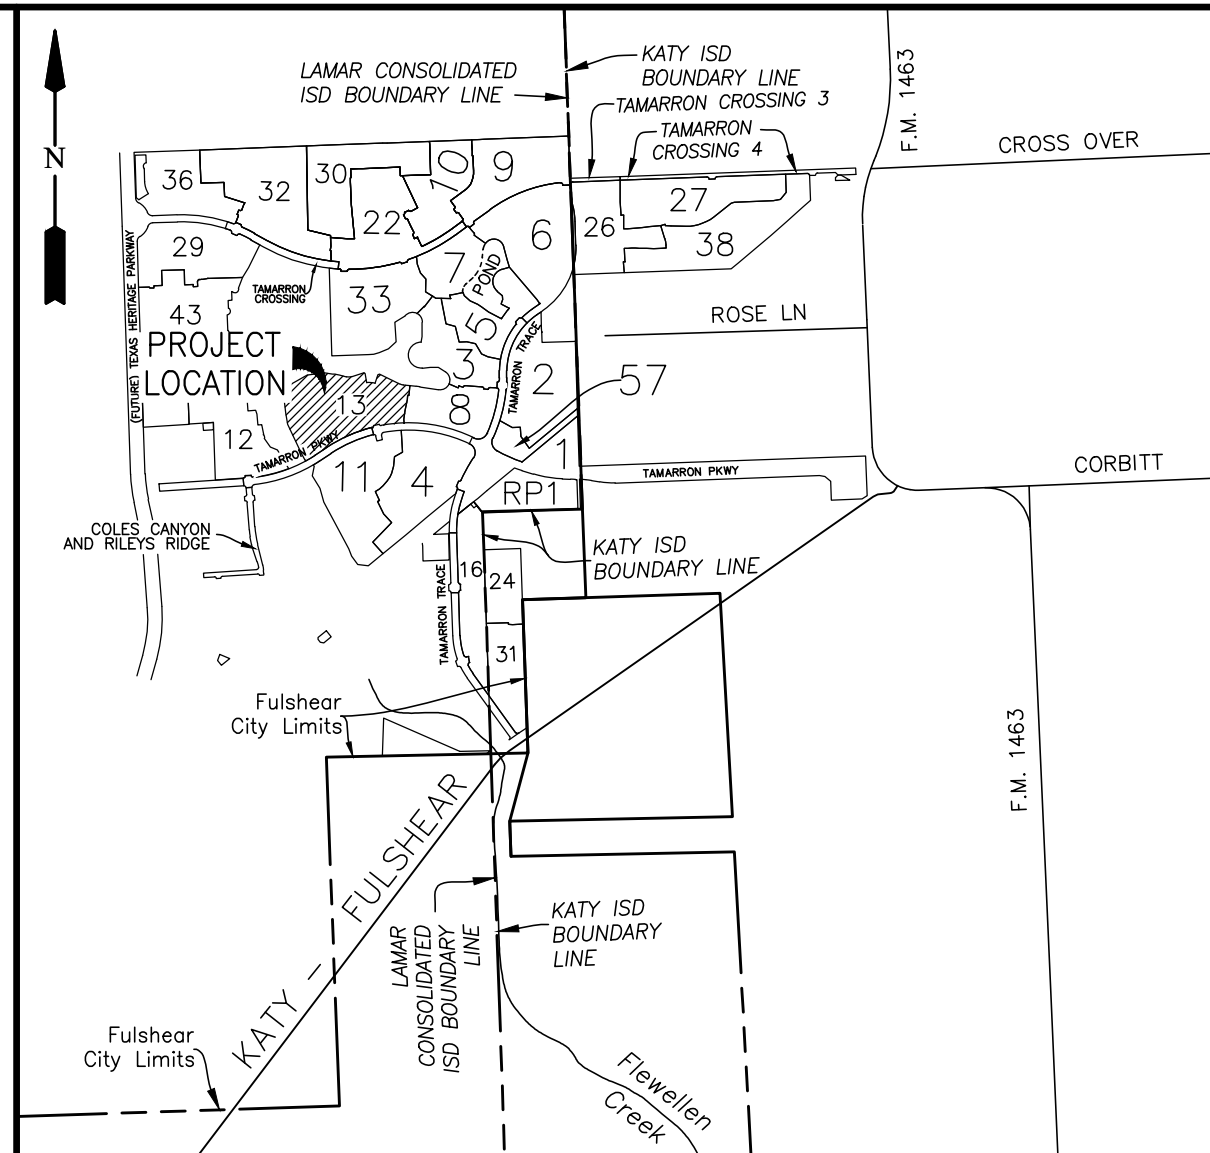 N
LAMAR CONSOLIDATED
ISD BOUNDARY LINE
KATY ISD
BOUNDARY LINE
TAMARRON CROSSING 3
TAMARRON
CROSSING 4
F.M. 1463
CROSS OVER
36
32
30
22
10
9
6
26
27
38
29
7
POND
TAMARRON
CROSSING
33
5
43
(FUTURE) TEXAS HERITAGE PARKWAY
PROJECT
LOCATION
3
TAMARRON TRACE
2
57
ROSE LN
13
8
12
TAMARRON PKWY
11
4
1
RP1
TAMARRON PKWY
CORBITT
COLES CANYON
AND RILEYS RIDGE
KATY ISD
BOUNDARY LINE
16
24
TAMARRON TRACE
31
Fulshear
City Limits
F.M. 1463
KATY - FULSHEAR
LAMAR
CONSOLIDATED
ISD BOUNDARY
LINE
KATY ISD
BOUNDARY
LINE
Fulshear
City Limits
Flewellen
Creek